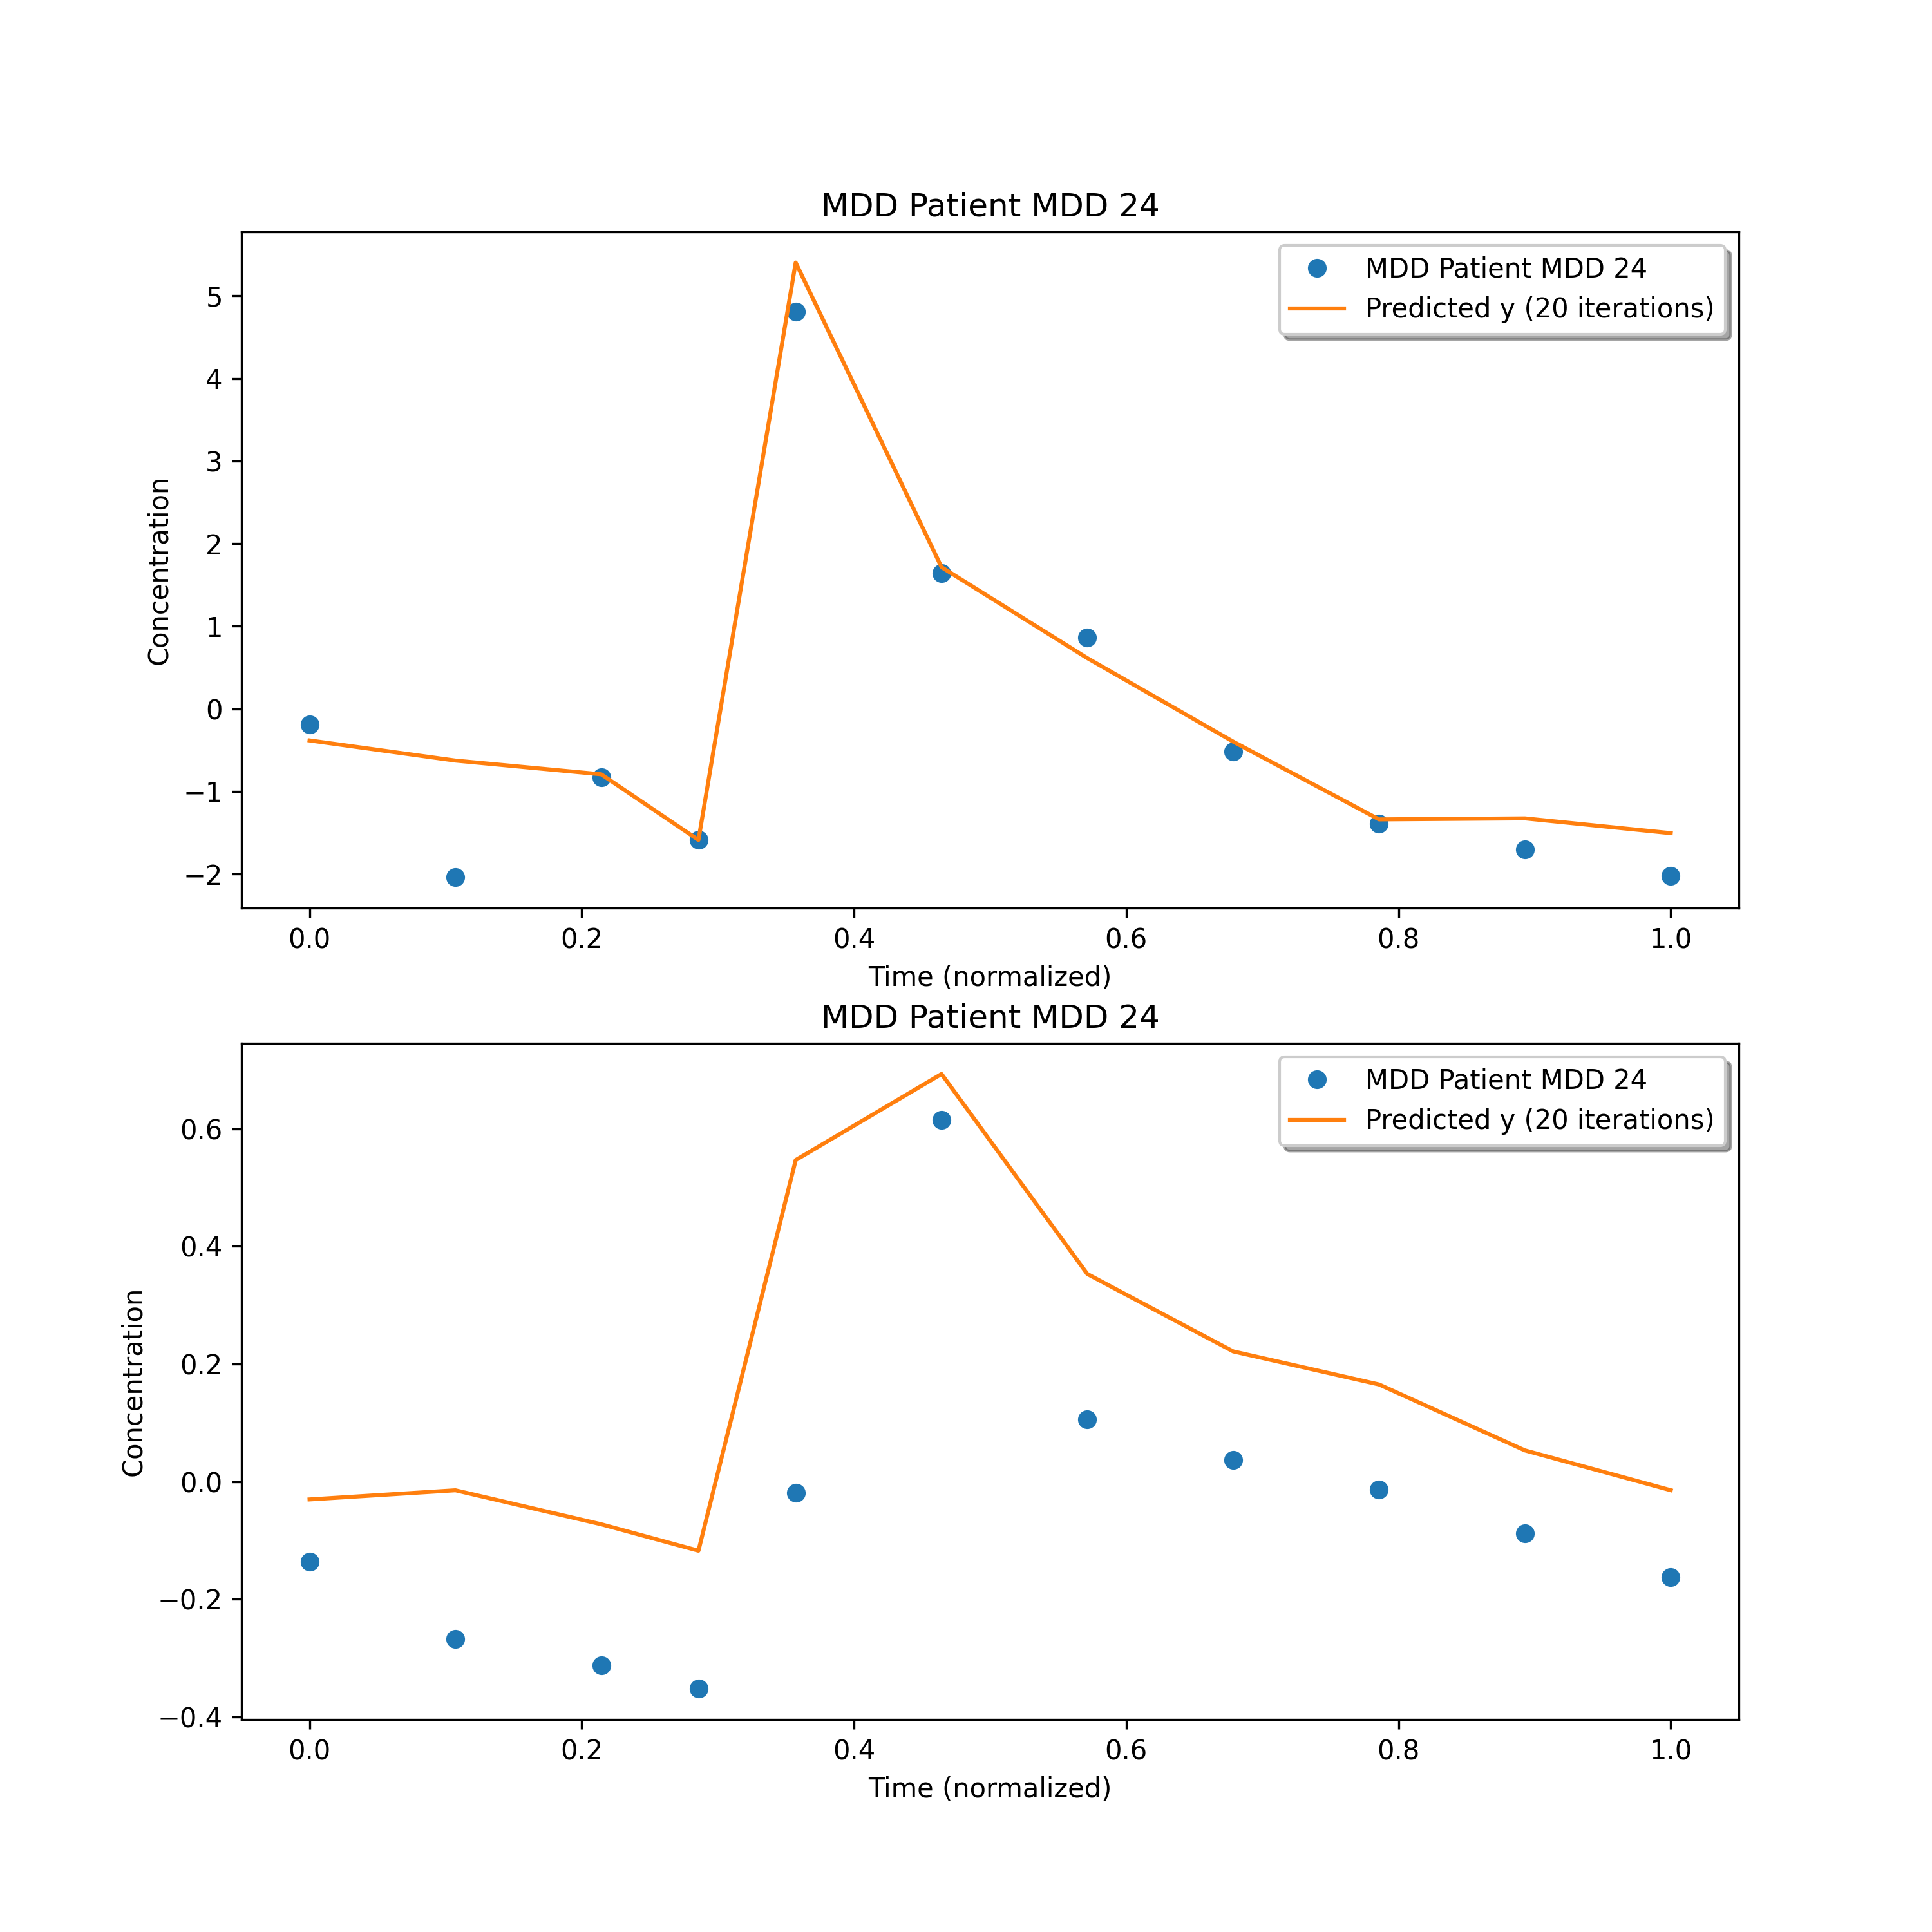 MDD Patient MDD 24
MDD Patient MDD 24
Predicted y (20 iterations)
5
4
3
2
1
0
−1
−2
Concentration
0.0 0.2 0.4 0.6 0.8 1.0
Time (normalized)
MDD Patient MDD 24
MDD Patient MDD 24
Predicted y (20 iterations)
0.6
0.4
0.2
0.0
−0.2
−0.4
Concentration
0.0 0.2 0.4 0.6 0.8 1.0
Time (normalized)